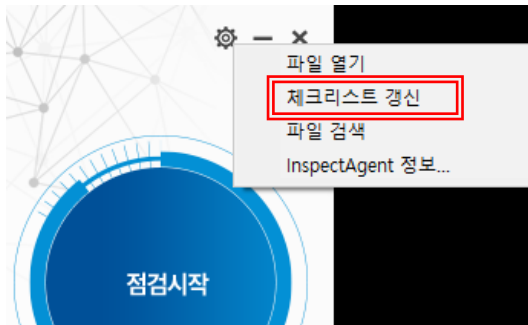 파일 열기
체크리스트 갱신
파일 검색
InspectAgent 정보...
점검시작